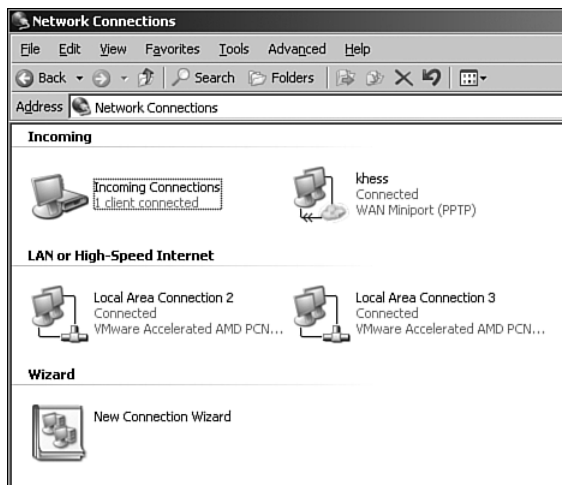 Network Connections
File Edit View Favorites Tools Advanced Help
Back Search Folders
Address Network Connections
Incoming
Incoming Connections
1 client connected
khess
Connected
WAN Miniport (PPTP)
LAN or High-Speed Internet
Local Area Connection 2
Connected
VMware Accelerated AMD PCN...
Local Area Connection 3
Connected
VMware Accelerated AMD PCN...
Wizard
New Connection Wizard